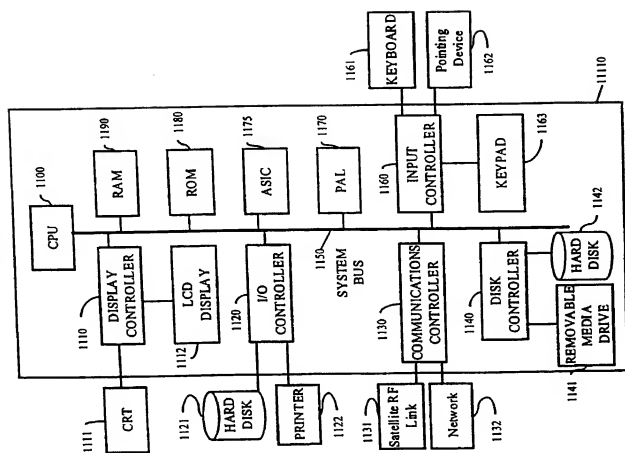 1100
CPU
1190
RAM
1180
ROM
1175
ASIC
1170
PAL
1110
DISPLAY
CONTROLLER
1111
CRT
1112
LCD
DISPLAY
1120
I/O
CONTROLLER
1121
HARD
DISK
PRINTER
1122
1150
SYSTEM
BUS
1160
INPUT
CONTROLLER
1161
KEYBOARD
Pointing
Device
1162
KEYPAD
1163
11110
1130
COMMUNICATIONS
CONTROLLER
1131
Satellite RF
Link
Network
1132
1140
DISK
CONTROLLER
REMOVABLE
MEDIA
DRIVE
1141
HARD
DISK
1142